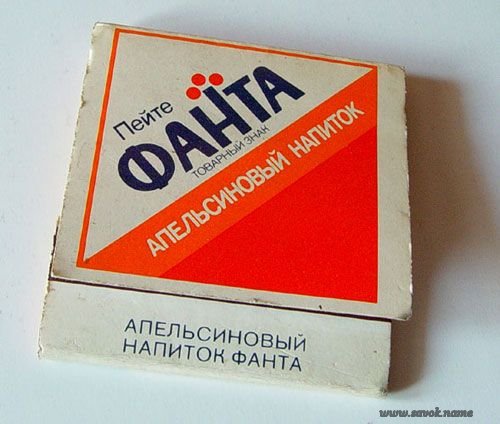 Пейте
ФАНТА
ТОВАРНЫЙ ЗНАК
АПЕЛЬСИНОВЫЙ НАПИТОК
АПЕЛЬСИНОВЫЙ
НАПИТОК ФАНТА
www.savok.name